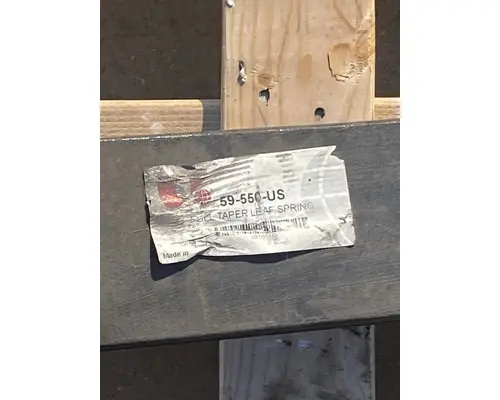 59-550-US
TAPER LEAF SPRING
Made in